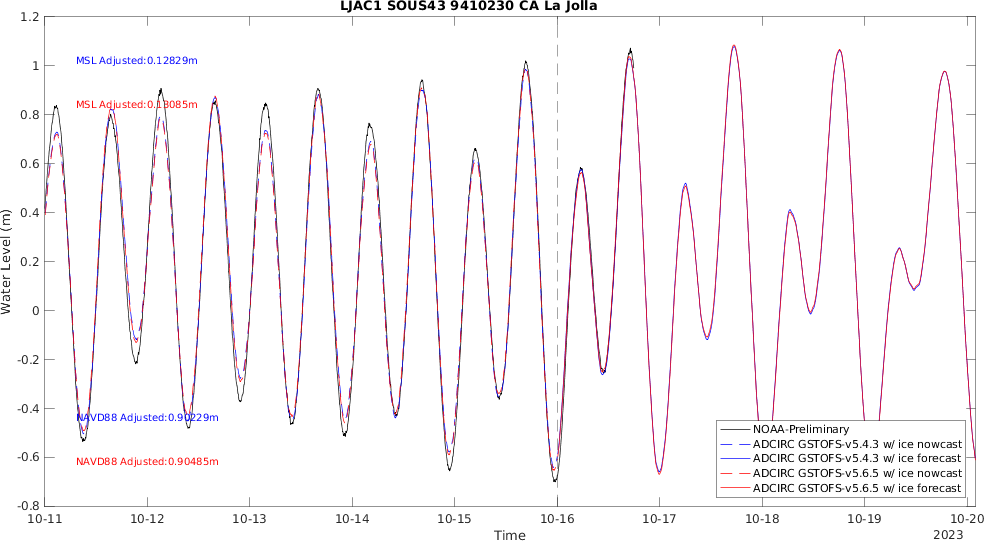 LJAC1 SOUS43 9410230 CA La Jolla
1.2
1
0.8
0.6
0.4
0.2
0
-0.2
-0.4
-0.6
-0.8
Water Level (m)
MSL Adjusted:0.12829m
MSL Adjusted:0.13085m
NAVD88 Adjusted:0.90229m
NAVD88 Adjusted:0.90485m
NOAA-Preliminary
ADCIRC GSTOFS-v5.4.3 w/ ice nowcast
ADCIRC GSTOFS-v5.4.3 w/ ice forecast
ADCIRC GSTOFS-v5.6.5 w/ ice nowcast
ADCIRC GSTOFS-v5.6.5 w/ ice forecast
10-11 10-12 10-13 10-14 10-15 10-16 10-17 10-18 10-19 10-20
Time
2023